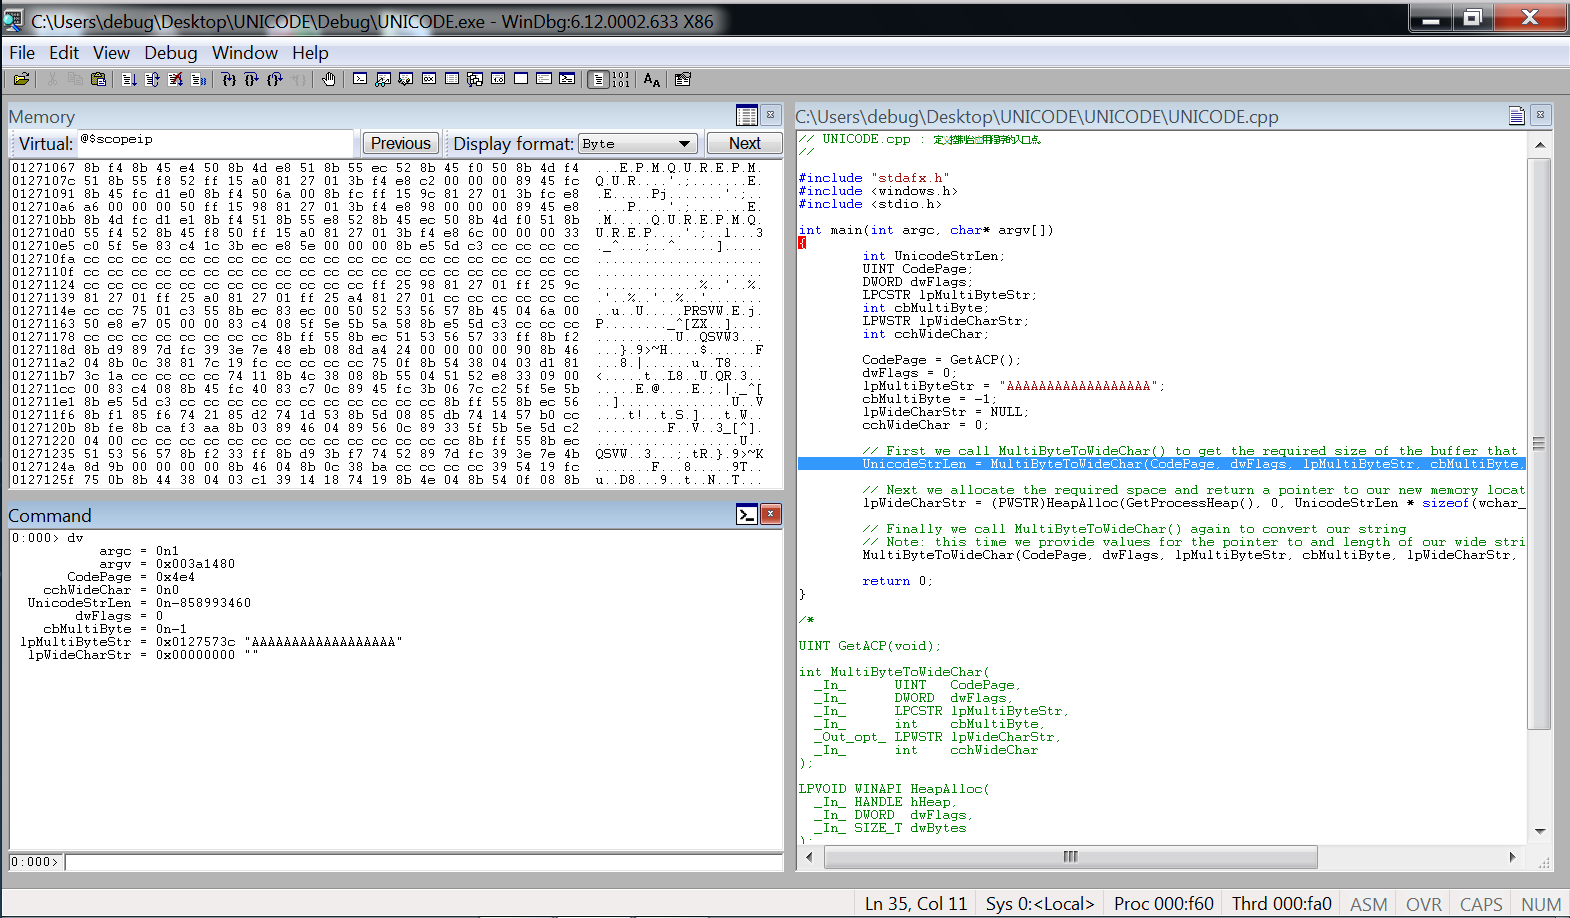 C:\Users\debug\Desktop\UNICODE\Debug\UNICODE.exe - WinDbg:6.12.0002.633 X86
File Edit View Debug Window Help
Memory
Virtual: @$scopeip Previous Display format: Byte Next
01271067 8b f4 8b 45 e4 50 8b 4d e8 51 8b 55 ec 52 8b 45 f0 50 8b 4d f4 ...E.P.M.Q.U.R.E.P.M.
0127107c 51 8b 55 f8 52 ff 15 a0 81 27 01 3b f4 e8 c2 00 00 00 89 45 fc Q.U.R....'.;.......E.
01271091 8b 45 fc d1 e0 8b f4 50 6a 00 8b fc ff 15 9c 81 27 01 3b fc e8 .E.....Pj.......'.;..
012710a6 a6 00 00 00 50 ff 15 98 81 27 01 3b f4 e8 98 00 00 00 89 45 e8 ....P....'.;.......E.
012710bb 8b 4d fc d1 e1 8b f4 51 8b 55 e8 52 8b 45 ec 50 8b 4d f0 51 8b .M.....Q.U.R.E.P.M.Q.
012710d0 55 f4 52 8b 45 f8 50 ff 15 a0 81 27 01 3b f4 e8 6c 00 00 00 33 U.R.E.P....'.;..l...3
012710e5 c0 5f 5e 83 c4 1c 3b ec e8 5e 00 00 00 8b e5 5d c3 cc cc cc cc ._^...;..^.....].....
012710fa cc cc cc cc cc cc cc cc cc cc cc cc cc cc cc cc cc cc cc cc cc .....................
0127110f cc cc cc cc cc cc cc cc cc cc cc cc cc cc cc cc cc cc cc cc cc .....................
01271124 cc cc cc cc cc cc cc cc cc cc cc cc ff 25 98 81 27 01 ff 25 9c .............%..'..%.
01271139 81 27 01 ff 25 a0 81 27 01 ff 25 a4 81 27 01 cc cc cc cc cc cc .'..%..'..%..'.......
0127114e cc cc 75 01 c3 55 8b ec 83 ec 00 50 52 53 56 57 8b 45 04 6a 00 ..u..U.....PRSVW.E.j.
01271163 50 e8 e7 05 00 00 83 c4 08 5f 5e 5b 5a 58 8b e5 5d c3 cc cc cc P........_^[ZX..]....
01271178 cc cc cc cc cc cc cc cc 8b ff 55 8b ec 51 53 56 57 33 ff 8b f2 ..........U..QSVW3...
0127118d 8b d9 89 7d fc 39 3e 7e 48 eb 08 8d a4 24 00 00 00 00 90 8b 46 ...}.9>~H....$......F
012711a2 04 8b 0c 38 81 7c 19 fc cc cc cc cc 75 0f 8b 54 38 04 03 d1 81 ...8.|......u..T8....
012711b7 3c 1a cc cc cc cc 74 11 8b 4c 38 08 8b 55 04 51 52 e8 33 09 00 <.....t..L8..U.QR.3..
012711cc 00 83 c4 08 8b 45 fc 40 83 c7 0c 89 45 fc 3b 06 7c c2 5f 5e 5b .....E.@....E.;.|._^[
012711e1 8b e5 5d c3 cc cc cc cc cc cc cc cc cc cc cc 8b ff 55 8b ec 56 ..]..............U..V
012711f6 8b f1 85 f6 74 21 85 d2 74 1d 53 8b 5d 08 85 db 74 14 57 b0 cc ....t!..t.S.]...t.W..
0127120b 8b fe 8b ca f3 aa 8b 03 89 46 04 89 56 0c 89 33 5f 5b 5e 5d c2 .........F..V..3_[^].
01271220 04 00 cc cc cc cc cc cc cc cc cc cc cc cc cc cc 8b ff 55 8b ec ..................U..
01271235 51 53 56 57 8b f2 33 ff 8b d9 3b f7 74 52 89 7d fc 39 3e 7e 4b QSVW..3...;.tR.}.9>~K
0127124a 8d 9b 00 00 00 00 8b 46 04 8b 0c 38 ba cc cc cc cc 39 54 19 fc .......F...8.....9T..
0127125f 75 0b 8b 44 38 04 03 c1 39 14 18 74 19 8b 4e 04 8b 54 0f 08 8b u..D8...9..t..N..T...
Command
0:000> dv
argc = 0n1
argv = 0x003a1480
CodePage = 0x4e4
cchWideChar = 0n0
UnicodeStrLen = 0n-858993460
dwFlags = 0
cbMultiByte = 0n-1
lpMultiByteStr = 0x0127573c "AAAAAAAAAAAAAAAAAA"
lpWideCharStr = 0x00000000 ""
0:000>
C:\Users\debug\Desktop\UNICODE\UNICODE\UNICODE.cpp
// UNICODE.cpp : 定义控制台应用程序的入口点。
//
#include "stdafx.h"
#include <windows.h>
#include <stdio.h>
int main(int argc, char* argv[])
{
int UnicodeStrLen;
UINT CodePage;
DWORD dwFlags;
LPCSTR lpMultiByteStr;
int cbMultiByte;
LPWSTR lpWideCharStr;
int cchWideChar;
CodePage = GetACP();
dwFlags = 0;
lpMultiByteStr = "AAAAAAAAAAAAAAAAAA";
cbMultiByte = -1;
lpWideCharStr = NULL;
cchWideChar = 0;
// First we call MultiByteToWideChar() to get the required size of the buffer that
UnicodeStrLen = MultiByteToWideChar(CodePage, dwFlags, lpMultiByteStr, cbMultiByte,
// Next we allocate the required space and return a pointer to our new memory locat
lpWideCharStr = (PWSTR)HeapAlloc(GetProcessHeap(), 0, UnicodeStrLen * sizeof(wchar_
// Finally we call MultiByteToWideChar() again to convert our string
// Note: this time we provide values for the pointer to and length of our wide stri
MultiByteToWideChar(CodePage, dwFlags, lpMultiByteStr, cbMultiByte, lpWideCharStr,
return 0;
}
/*
UINT GetACP(void);
int MultiByteToWideChar(
_In_ UINT CodePage,
_In_ DWORD dwFlags,
_In_ LPCSTR lpMultiByteStr,
_In_ int cbMultiByte,
_Out_opt_ LPWSTR lpWideCharStr,
_In_ int cchWideChar
);
LPVOID WINAPI HeapAlloc(
_In_ HANDLE hHeap,
_In_ DWORD dwFlags,
_In_ SIZE_T dwBytes
);
Ln 35, Col 11 Sys 0:<Local> Proc 000:f60 Thrd 000:fa0 ASM OVR CAPS NUM